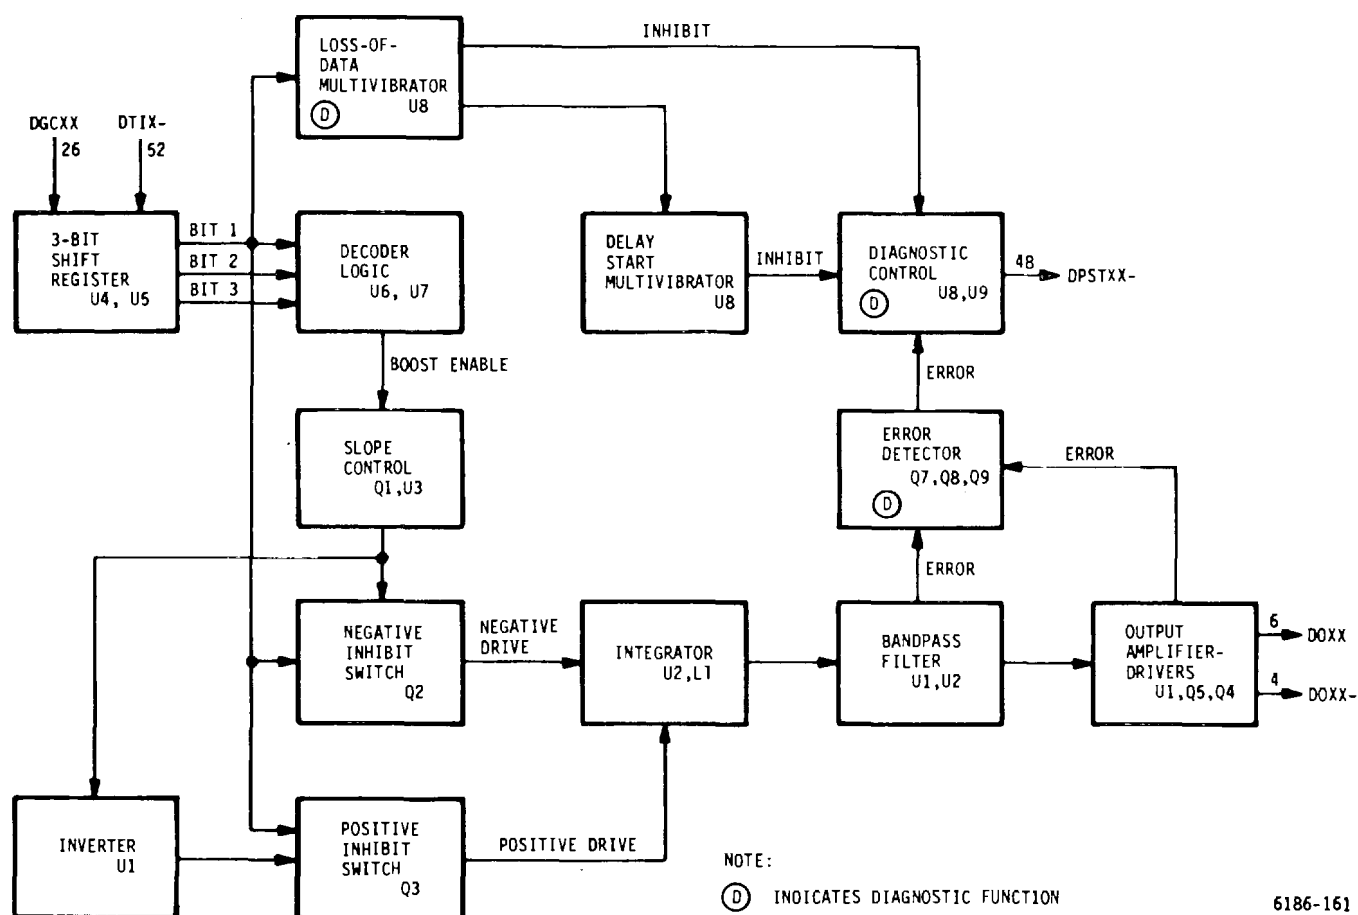 LOSS-OF-
DATA
MULTIVIBRATOR
U8
D
INHIBIT
DGCXX
26
DTIX-
52
3-BIT
SHIFT
REGISTER
U4, U5
BIT 1
BIT 2
BIT 3
DECODER
LOGIC
U6, U7
DELAY
START
MULTIVIBRATOR
U8
INHIBIT
DIAGNOSTIC
CONTROL
U8,U9
D
48
DPSTXX-
BOOST ENABLE
ERROR
SLOPE
CONTROL
Q1,U3
ERROR
DETECTOR
Q7,Q8,Q9
D
ERROR
ERROR
NEGATIVE
INHIBIT
SWITCH
Q2
NEGATIVE
DRIVE
INTEGRATOR
U2,L1
BANDPASS
FILTER
U1,U2
OUTPUT
AMPLIFIER-
DRIVERS
U1,Q5,Q4
6
DOXX
4
DOXX-
INVERTER
U1
POSITIVE
INHIBIT
SWITCH
Q3
POSITIVE DRIVE
NOTE:
D INDICATES DIAGNOSTIC FUNCTION
6186-161